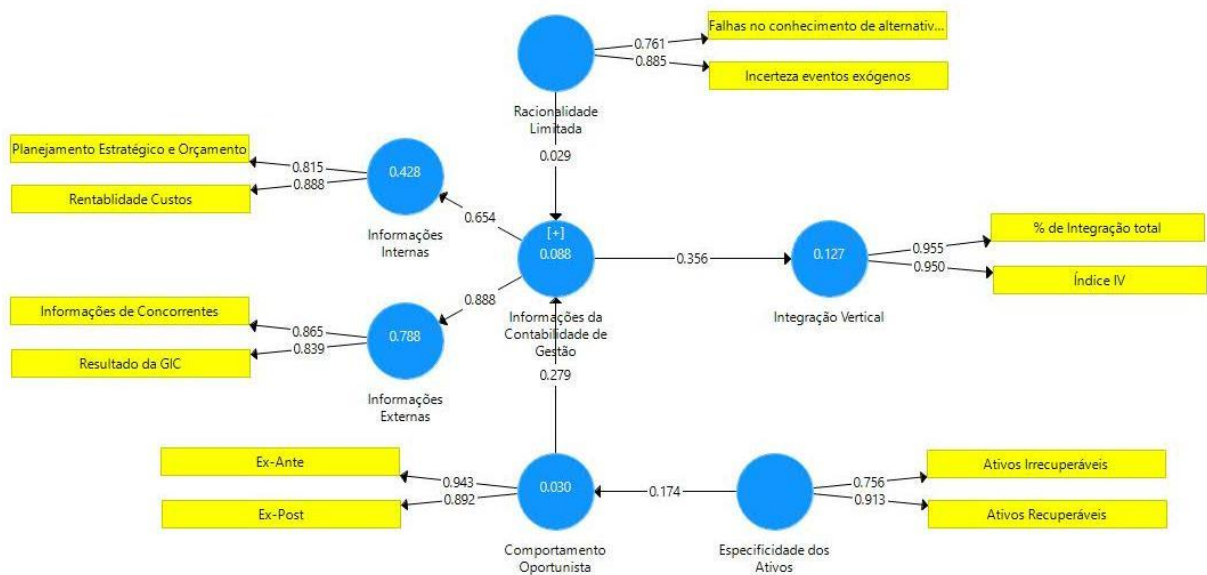 Falhas no conhecimento de alternativ...
0.761
0.885
Incerteza eventos exógenos
Racionalidade
Limitada
0.029
Planejamento Estratégico e Orçamento
0.815
0.888
Rentablidade Custos
0.428
Informações
Internas
0.654
[+]
0.088
Informações da
Contabilidade de
Gestão
0.356
0.127
Integração Vertical
% de Integração total
0.955
0.950
Índice IV
0.888
Informações de Concorrentes
0.865
0.839
Resultado da GIC
0.788
Informações
Externas
0.279
Ex-Ante
0.943
0.892
Ex-Post
0.030
Comportamento
Oportunista
0.174
Especificidade dos
Ativos
Ativos Irrecuperáveis
0.756
0.913
Ativos Recuperáveis